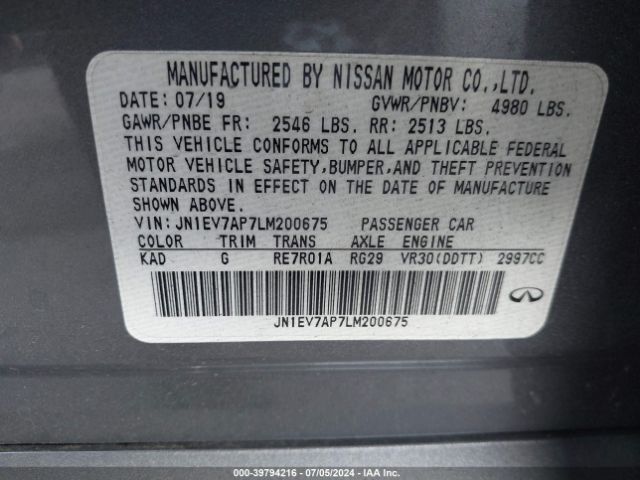 MANUFACTURED BY NISSAN MOTOR CO.,LTD.
DATE: 07/19 GVWR/PNBV: 4980 LBS.
GAWR/PNBE FR: 2546 LBS. RR: 2513 LBS.
THIS VEHICLE CONFORMS TO ALL APPLICABLE FEDERAL
MOTOR VEHICLE SAFETY,BUMPER,AND THEFT PREVENTION
STANDARDS IN EFFECT ON THE DATE OF MANUFACTURE
SHOWN ABOVE.
VIN:JN1EV7AP7LM200675 PASSENGER CAR
COLOR TRIM TRANS AXLE ENGINE
KAD G RE7R01A RG29 VR30(DDTT) 2997CC
JN1EV7AP7LM200675
000-39794216 - 07/05/2024 - IAA, Inc.